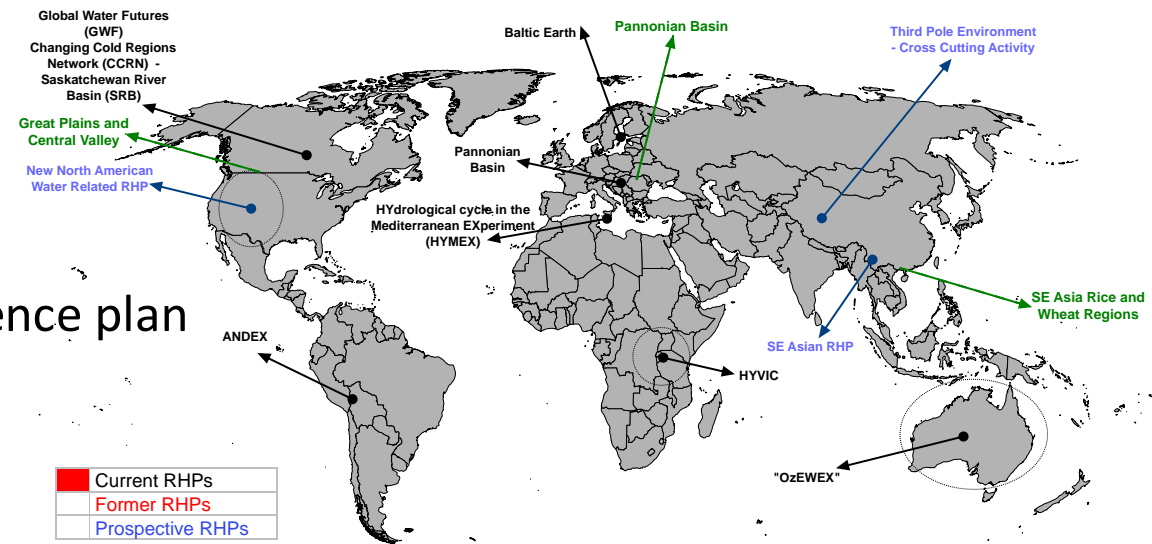 Global Water Futures
(GWF)
Changing Cold Regions
Network (CCRN) -
Saskatchewan River
Basin (SRB)
Great Plains and
Central Valley
New North American
Water Related RHP
Baltic Earth
Pannonian Basin
Third Pole Environment
- Cross Cutting Activity
Pannonian
Basin
HYdrological cycle in the
Mediterranean EXperiment
(HYMEX)
ence plan
ANDEX
SE Asia Rice and
Wheat Regions
SE Asian RHP
HYVIC
"OzEWEX"
Current RHPs
Former RHPs
Prospective RHPs